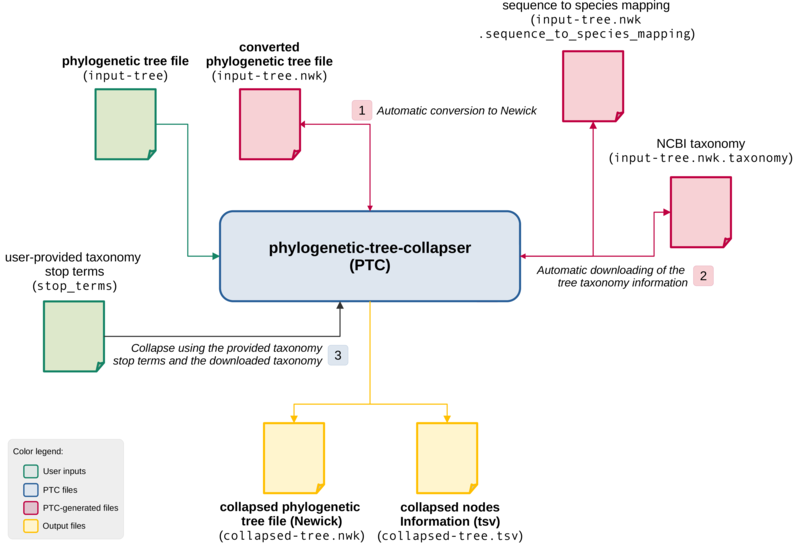 sequence to species mapping
(input-tree.nwk
.sequence_to_species_mapping)
converted
phylogenetic tree file
(input-tree.nwk)
phylogenetic tree file
(input-tree)
1 Automatic conversion to Newick
NCBI taxonomy
(input-tree.nwk.taxonomy)
phylogenetic-tree-collapser
(PTC)
user-provided taxonomy
stop terms
(stop_terms)
Automatic downloading of the
tree taxonomy information
2
Collapse using the provided taxonomy
stop terms and the downloaded taxonomy
3
collapsed phylogenetic
tree file (Newick)
(collapsed-tree.nwk)
collapsed nodes
Information (tsv)
(collapsed-tree.tsv)
Color legend:
User inputs
PTC files
PTC-generated files
Output files